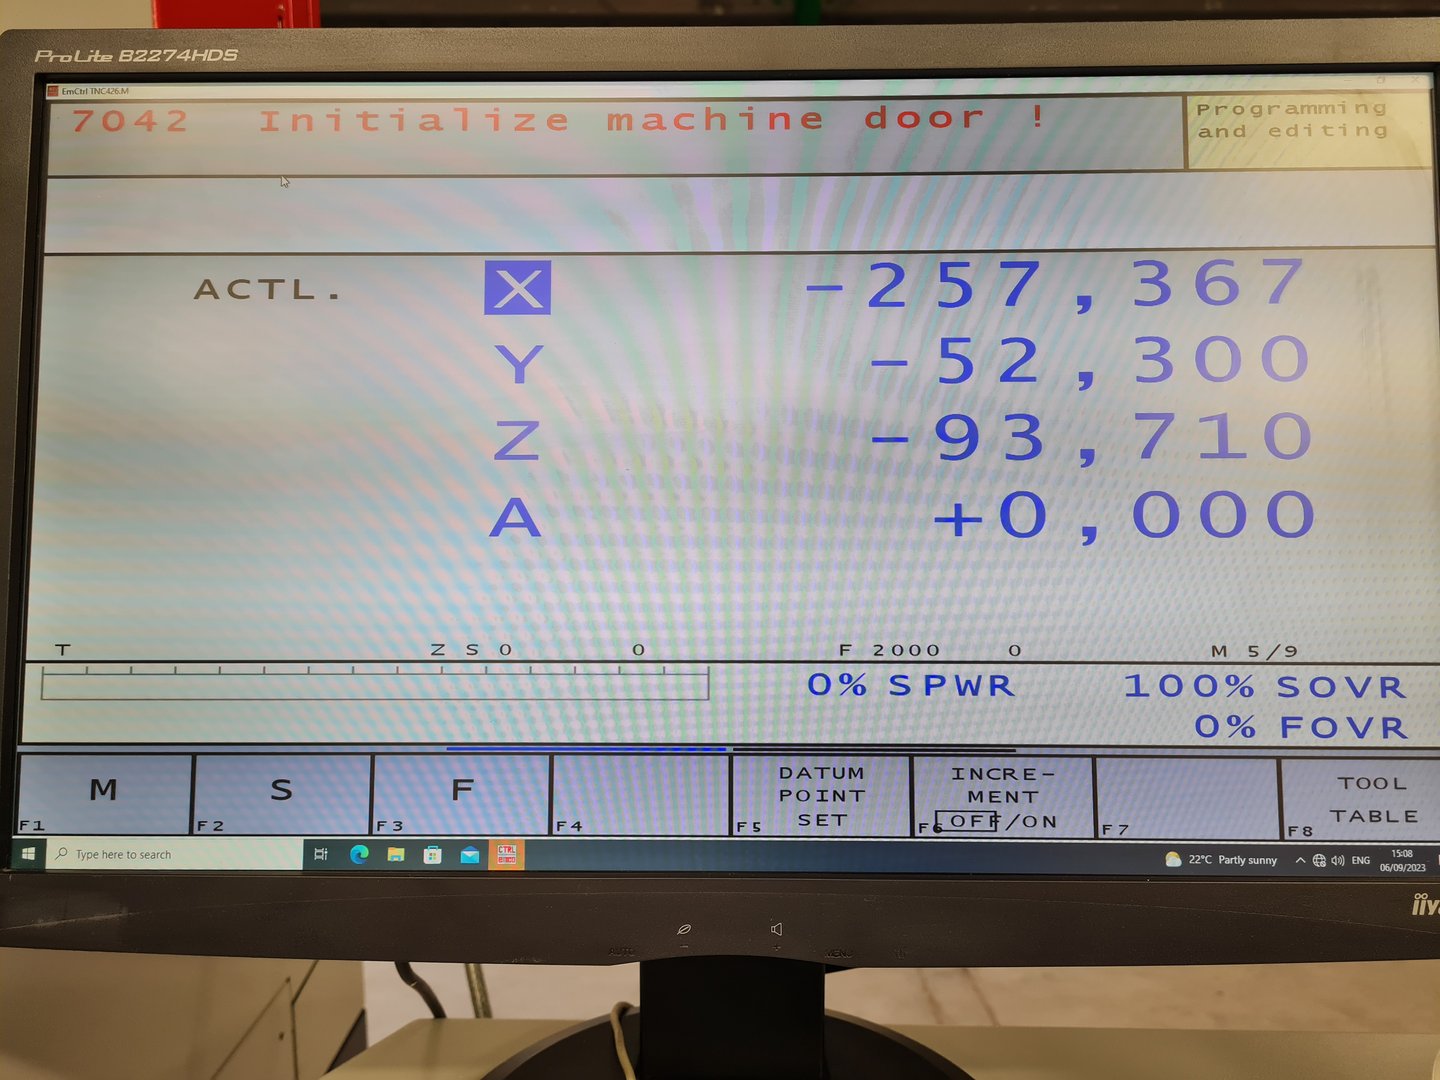 ProLite B2274HDS
EmCtrl TNC426.M
7042 Initialize machine door !
Programming
and editing
ACTL. X -257,367
Y -52,300
Z -93,710
A +0,000
T Z S 0 0 F 2000 0 M 5/9
0% SPWR 100% SOVR
0% FOVR
M
F1
S
F2
F
F3
F4
DATUM
POINT
SET
F5
INCRE-
MENT
OFF/ON
F6
F7
TOOL
TABLE
F8
Type here to search
CTRL
22°C Partly sunny
ENG
15:08
06/09/2023
AUTO
MENU